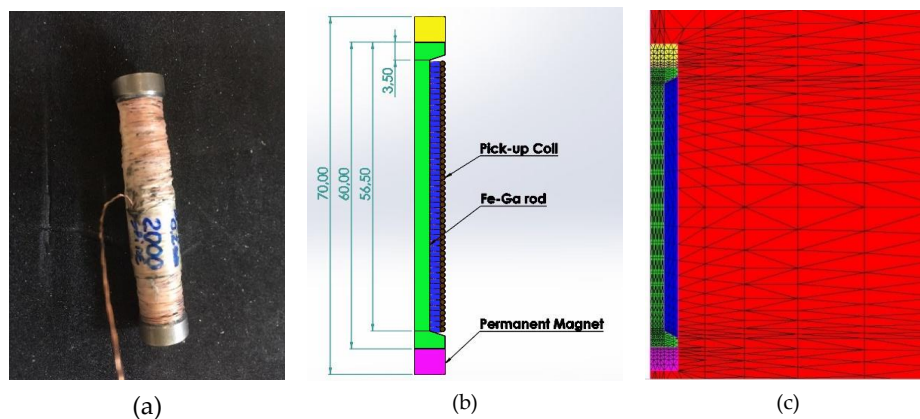 2000
70,00
60,00
56,50
3,50
Pick-up Coil
Fe-Ga rod
Permanent Magnet
(a)
(b)
(c)